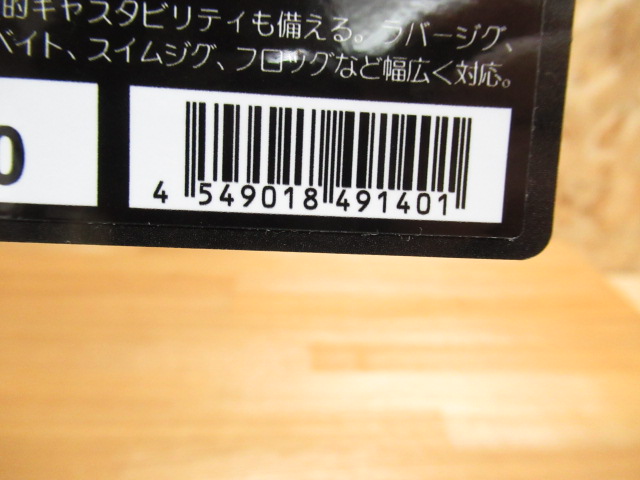 的キャスタビリティも備える。ラバージグ、
ベイト、スイムジグ、フロッグなど幅広く対応。
0
4 549018 491401